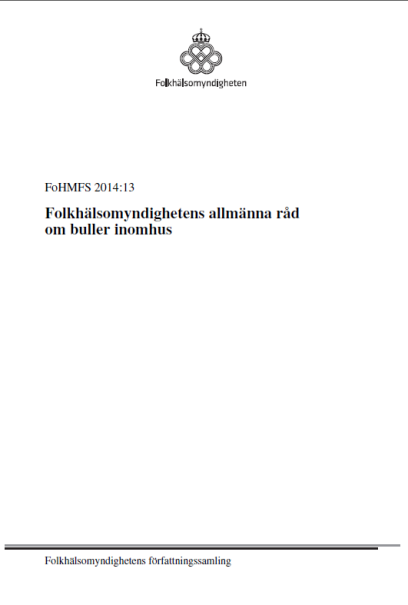 Folkhälsomyndigheten
FoHMFS 2014:13
Folkhälsomyndighetens allmänna råd
om buller inomhus
Folkhälsomyndighetens författningssamling